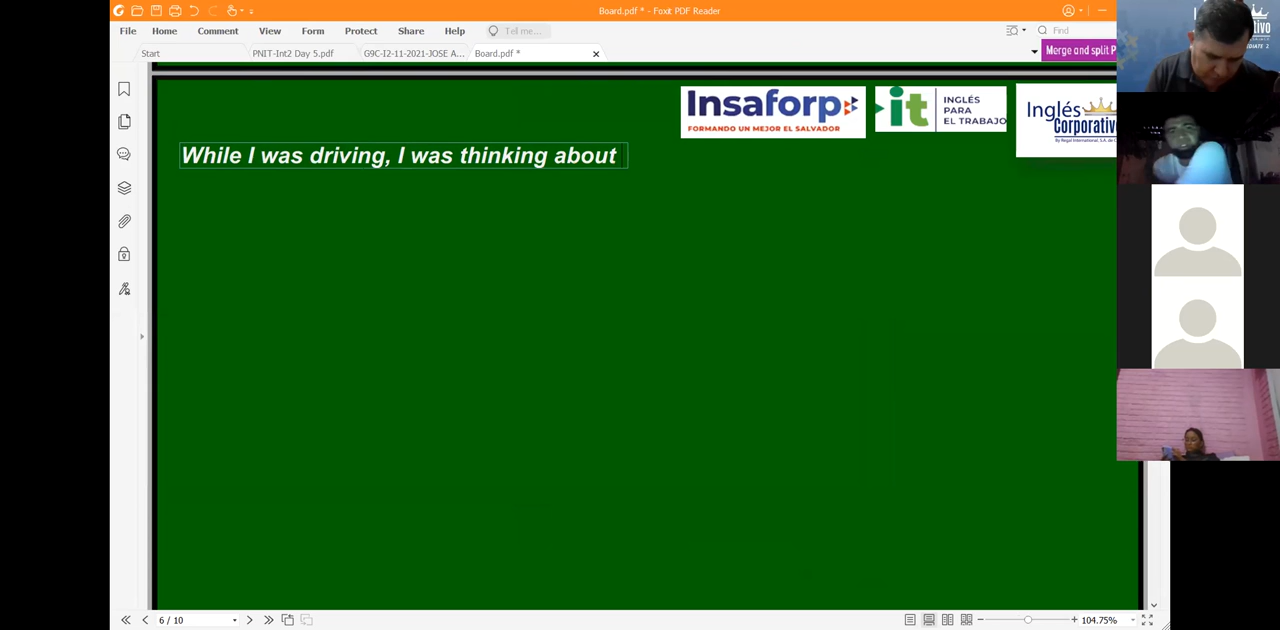 Board.pdf * - Foxit PDF Reader
File Home Comment View Form Protect Share Help Tell me... Find
Start PNIT-Int2 Day 5.pdf G9C-I2-11-2021-JOSE A... Board.pdf *
Merge and split P
Insaforp
FORMANDO UN MEJOR EL SALVADOR
it
INGLÉS
PARA
EL TRABAJO
Inglés
Corporativo
While I was driving, I was thinking about
6 / 10
104.75%